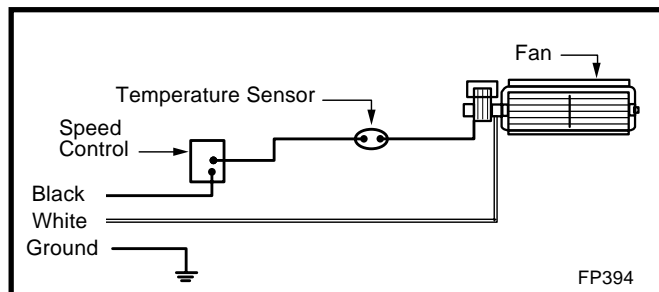 Fan
Temperature Sensor
Speed
Control
Black
White
Ground
FP394